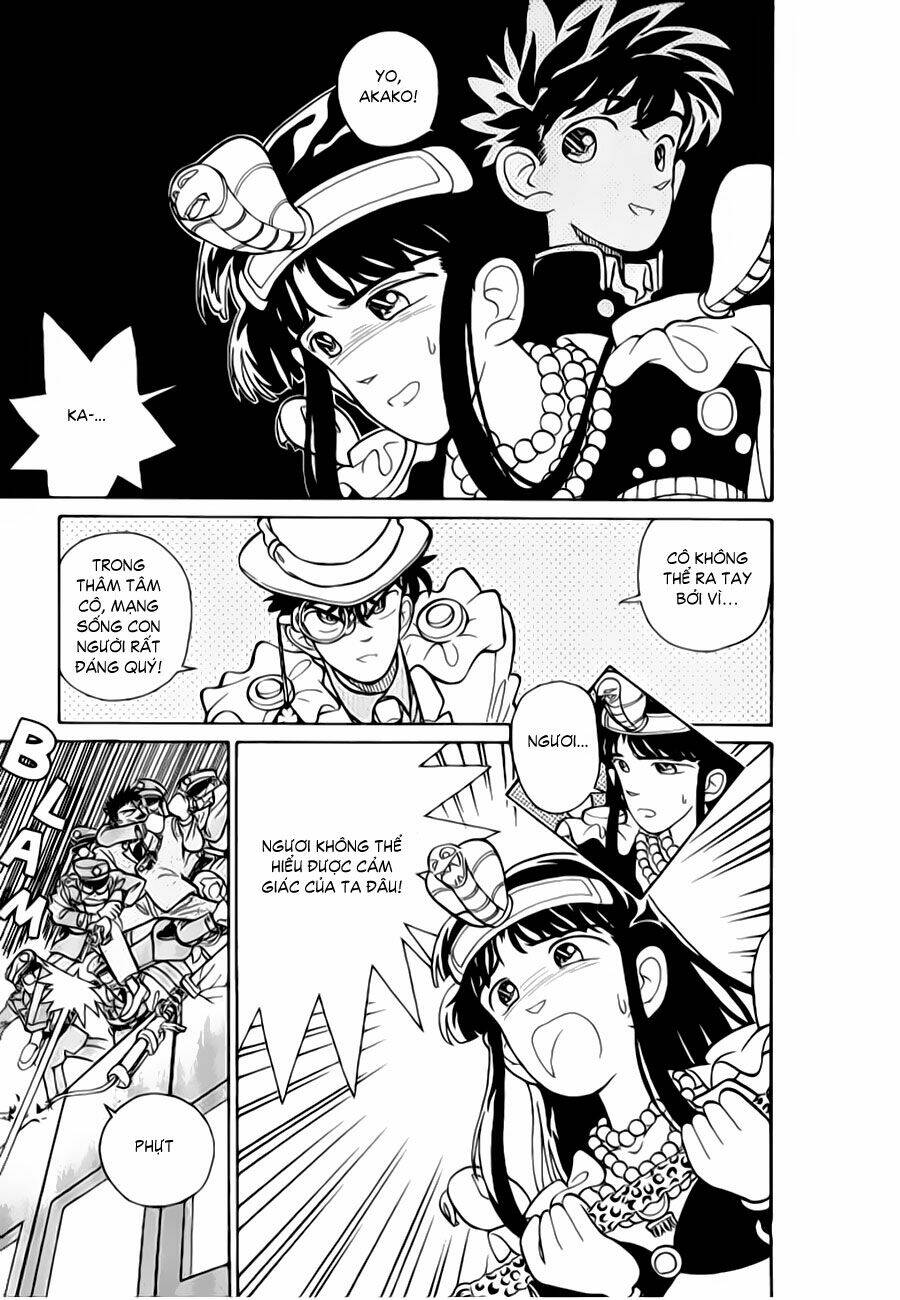 YO,
AKAKO!
KA-...
CÔ KHÔNG
THỂ RA TAY
BỞI VÌ...
TRONG
THÂM TÂM
CÔ, MẠNG
SỐNG CON
NGƯỜI RẤT
ĐÁNG QUÝ!
NGƯƠI...
NGƯƠI KHÔNG THỂ
HIỂU ĐƯỢC CẢM
GIÁC CỦA TA ĐÂU!
BLAM
PHỰT